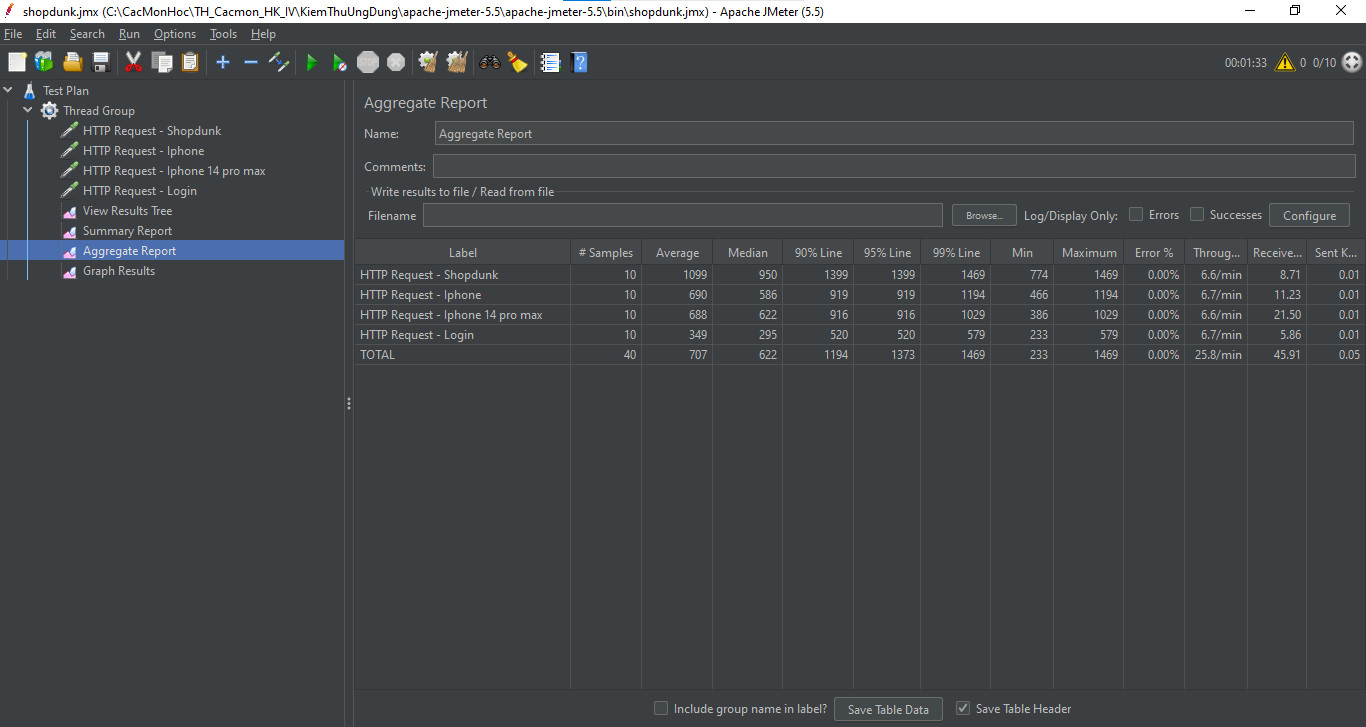 shopdunk.jmx (C:\CacMonHoc\TH_Cacmon_HK_IV\KiemThuUngDung\apache-jmeter-5.5\apache-jmeter-5.5\bin\shopdunk.jmx) - Apache JMeter (5.5)
File Edit Search Run Options Tools Help
STOP 00:01:33 0 0/10
Test Plan
Thread Group
HTTP Request - Shopdunk
HTTP Request - Iphone
HTTP Request - Iphone 14 pro max
HTTP Request - Login
View Results Tree
Summary Report
Aggregate Report
Graph Results
Aggregate Report
Name: Aggregate Report
Comments:
Write results to file / Read from file
Filename Browse... Log/Display Only: Errors Successes Configure
Label # Samples Average Median 90% Line 95% Line 99% Line Min Maximum Error % Throug... Receive... Sent K...
HTTP Request - Shopdunk 10 1099 950 1399 1399 1469 774 1469 0.00% 6.6/min 8.71 0.01
HTTP Request - Iphone 10 690 586 919 919 1194 466 1194 0.00% 6.7/min 11.23 0.01
HTTP Request - Iphone 14 pro max 10 688 622 916 916 1029 386 1029 0.00% 6.6/min 21.50 0.01
HTTP Request - Login 10 349 295 520 520 579 233 579 0.00% 6.7/min 5.86 0.01
TOTAL 40 707 622 1194 1373 1469 233 1469 0.00% 25.8/min 45.91 0.05
Include group name in label? Save Table Data Save Table Header